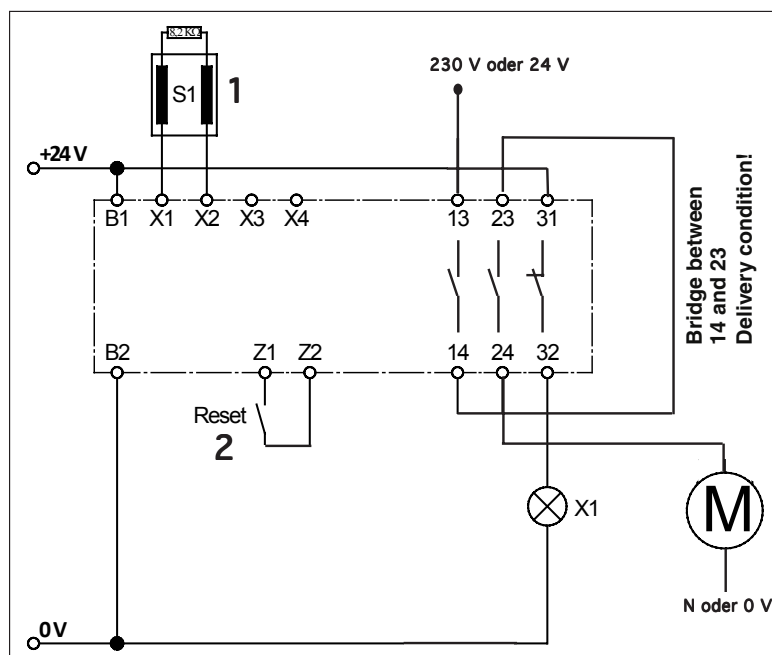 8,2 KΩ
S1
1
230 V oder 24 V
+24 V
B1 X1 X2 X3 X4 13 23 31
Bridge between
14 and 23
Delivery condition!
B2 Z1 Z2 14 24 32
Reset
2
X1
M
N oder 0 V
0 V